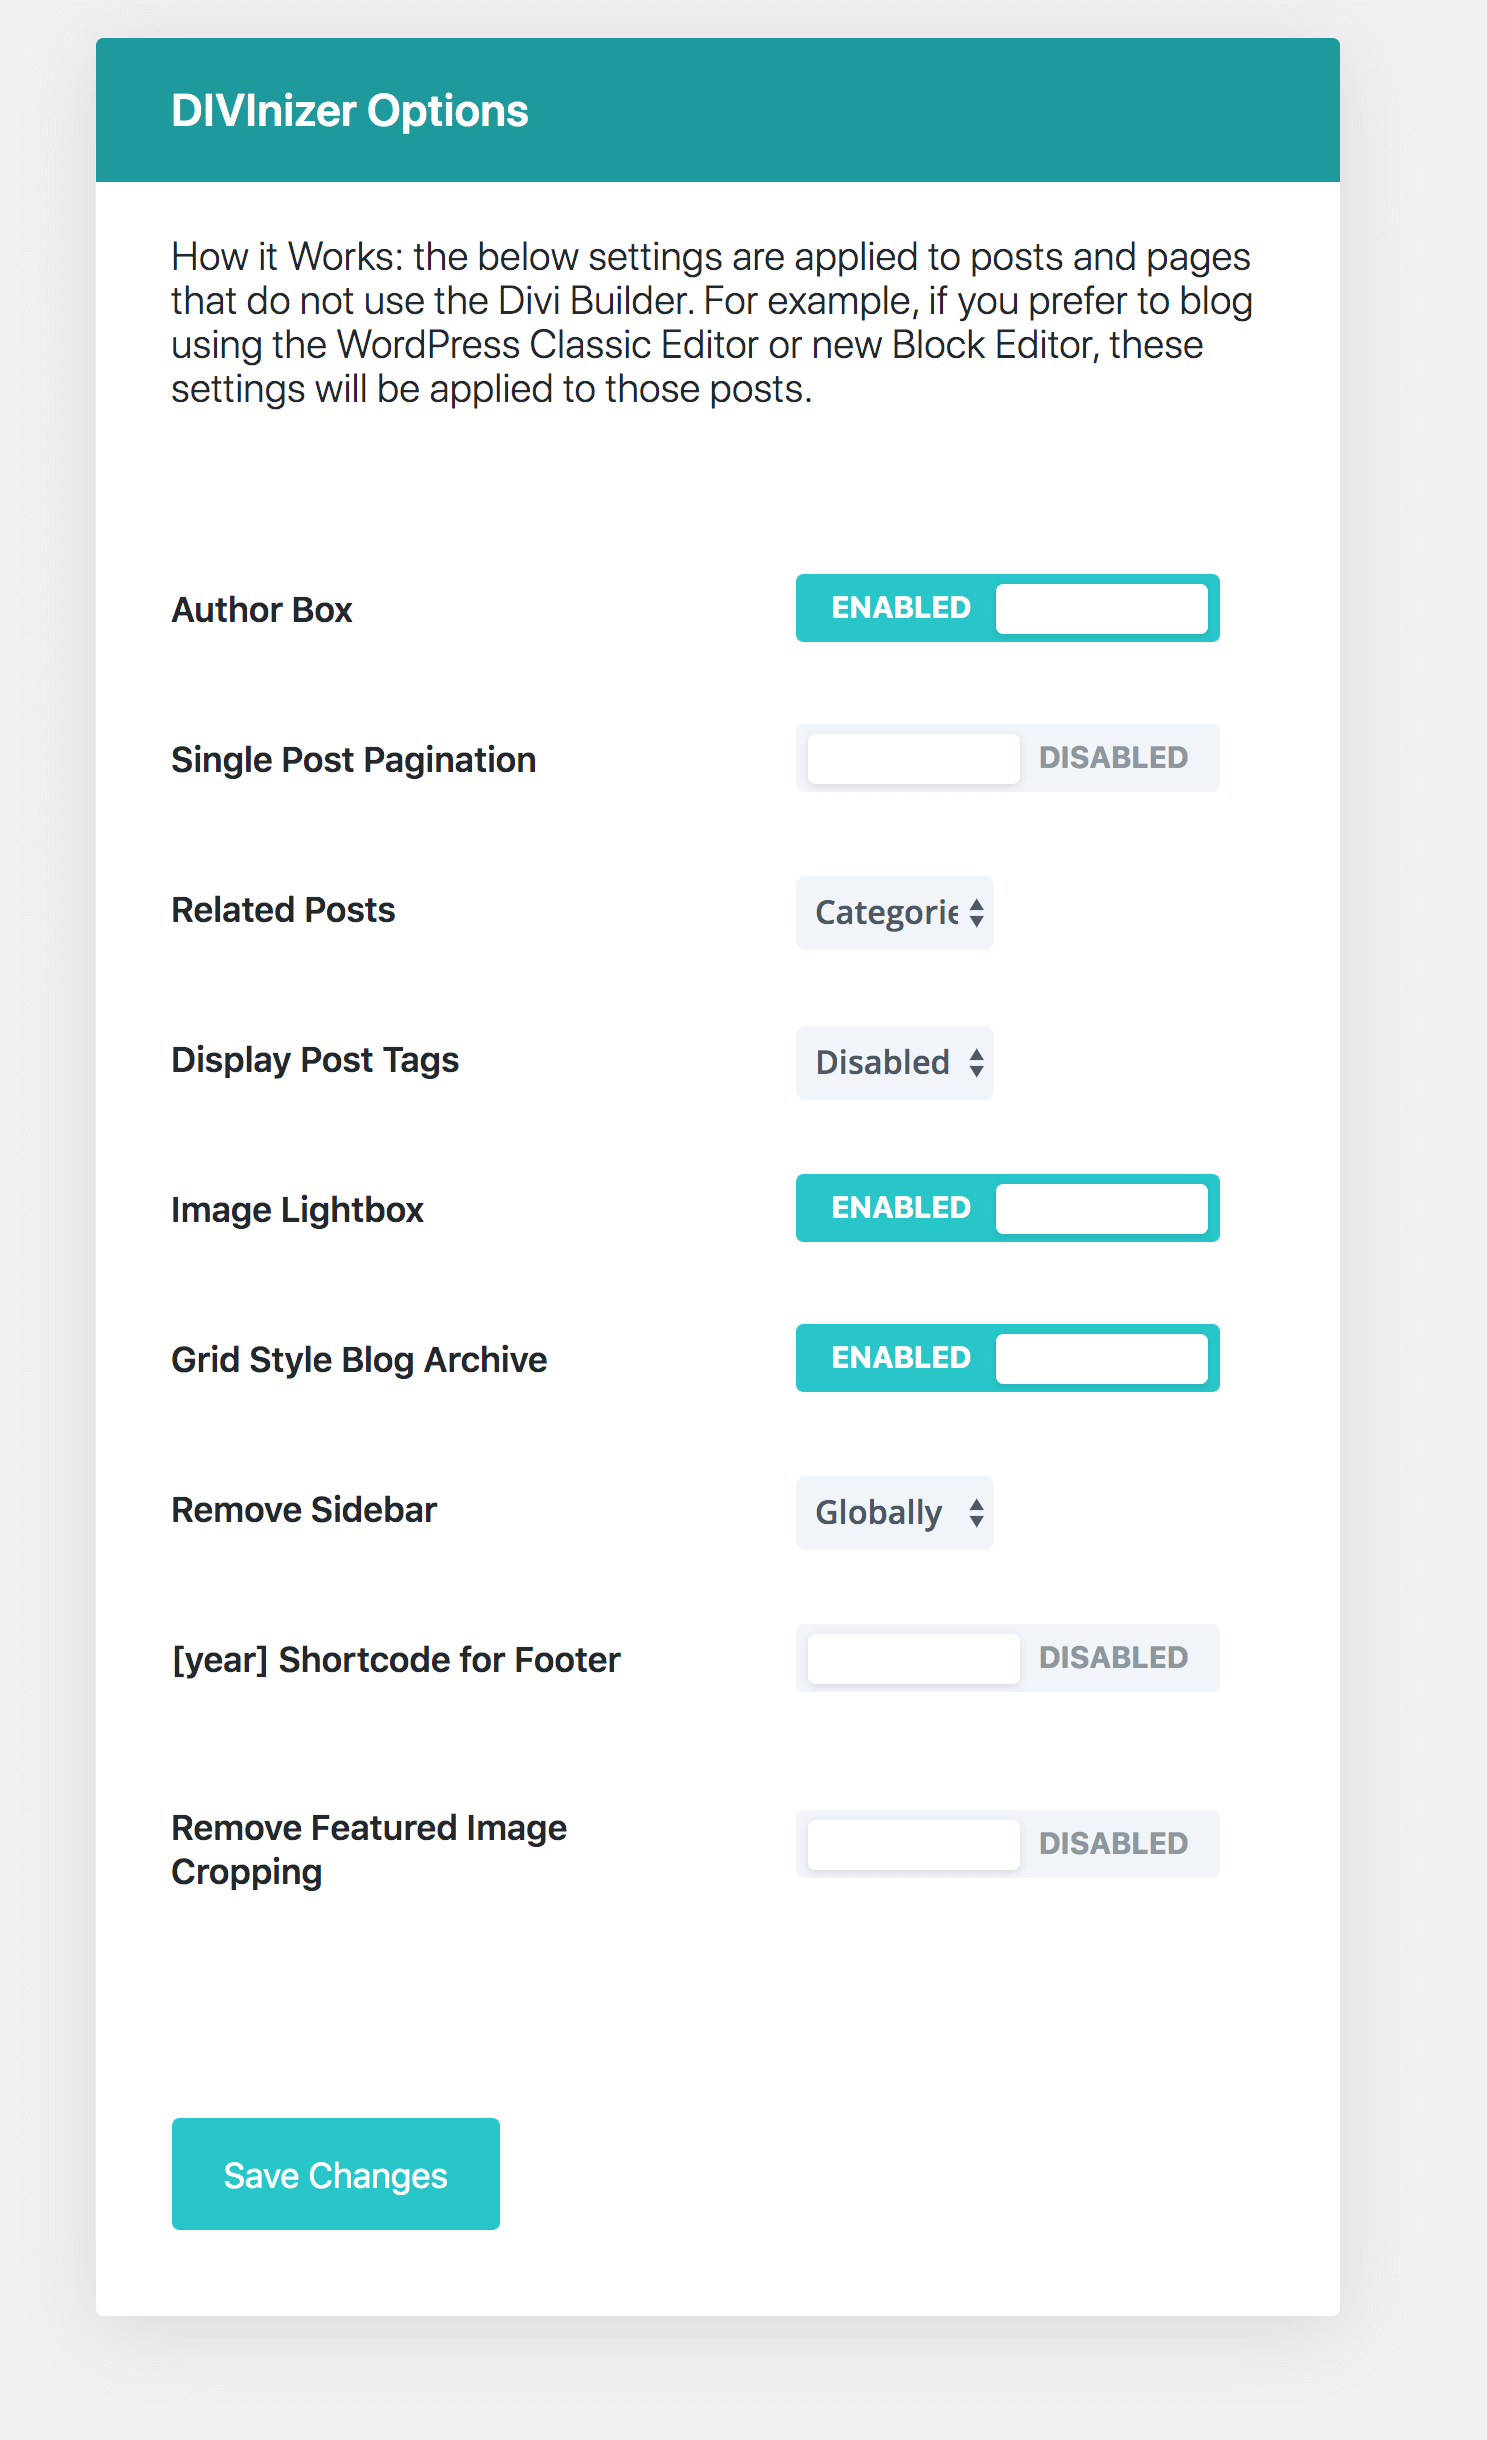 DIVInizer Options
How it Works: the below settings are applied to posts and pages
that do not use the Divi Builder. For example, if you prefer to blog
using the WordPress Classic Editor or new Block Editor, these
settings will be applied to those posts.
Author Box ENABLED
Single Post Pagination DISABLED
Related Posts Categorie
Display Post Tags Disabled
Image Lightbox ENABLED
Grid Style Blog Archive ENABLED
Remove Sidebar Globally
[year] Shortcode for Footer DISABLED
Remove Featured Image
Cropping
DISABLED
Save Changes